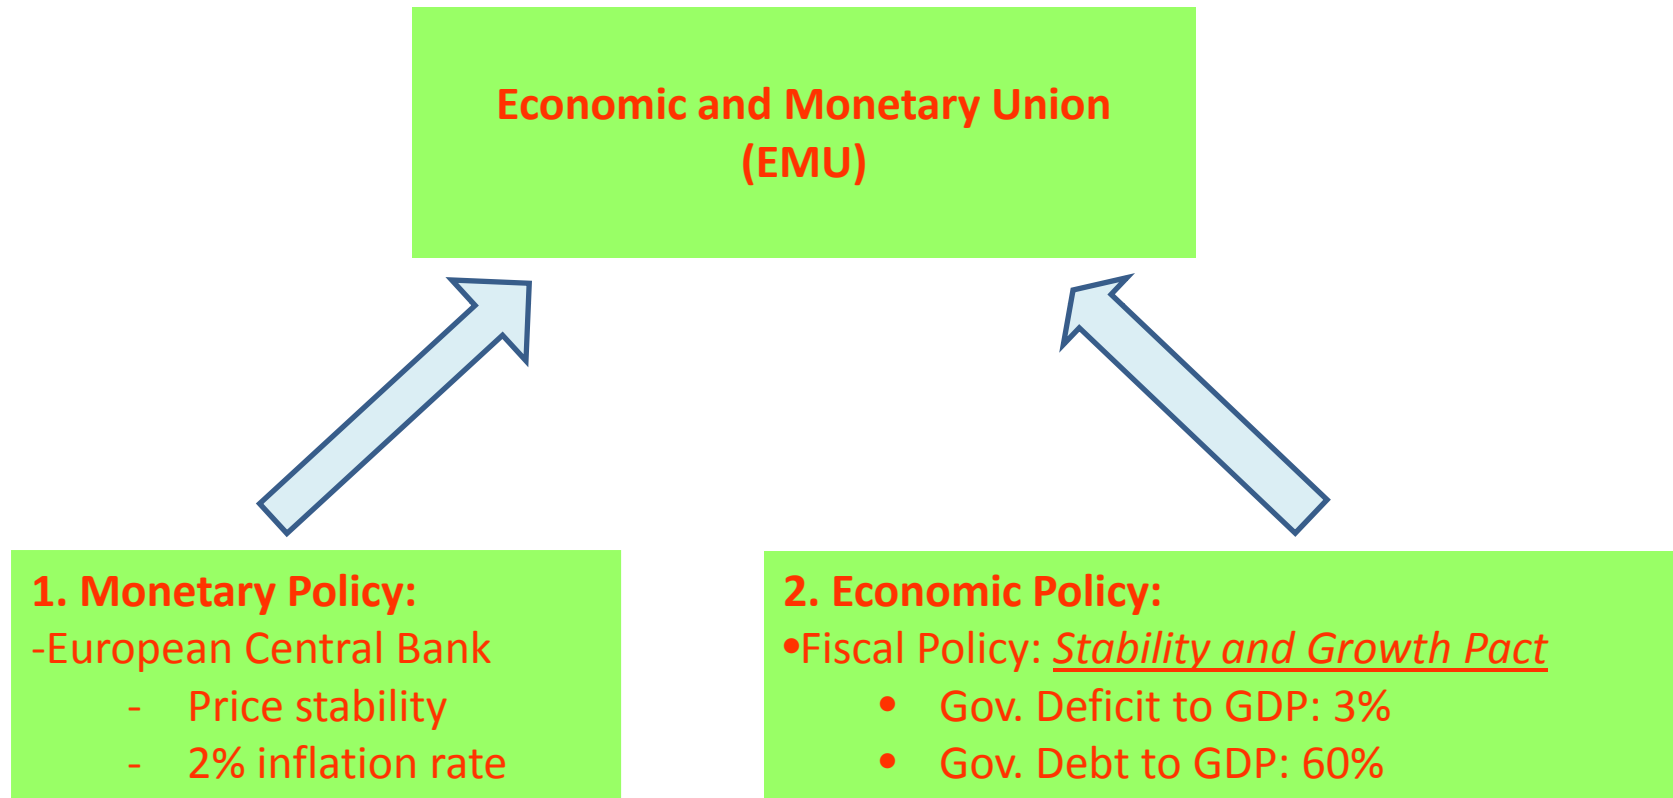 Economic and Monetary Union
(EMU)
1. Monetary Policy:
-European Central Bank
- Price stability
- 2% inflation rate
2. Economic Policy:
•Fiscal Policy: Stability and Growth Pact
• Gov. Deficit to GDP: 3%
• Gov. Debt to GDP: 60%